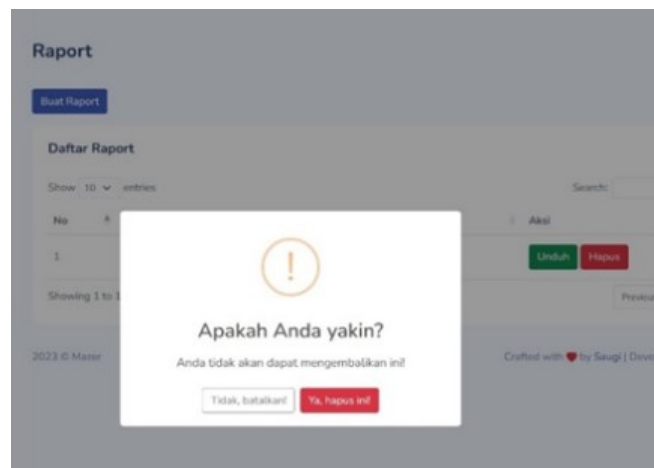 Raport
Buat Raport
Daftar Raport
Show 10 entries
Search:
No
Aksi
1
Unduh Hapus
Showing 1 to 1
Previous
Apakah Anda yakin?
Anda tidak akan dapat mengembalikan ini!
Tidak, batalkan! Ya, hapus ini!
2023 © Mazer
Crafted with ❤ by Saugi | Deve